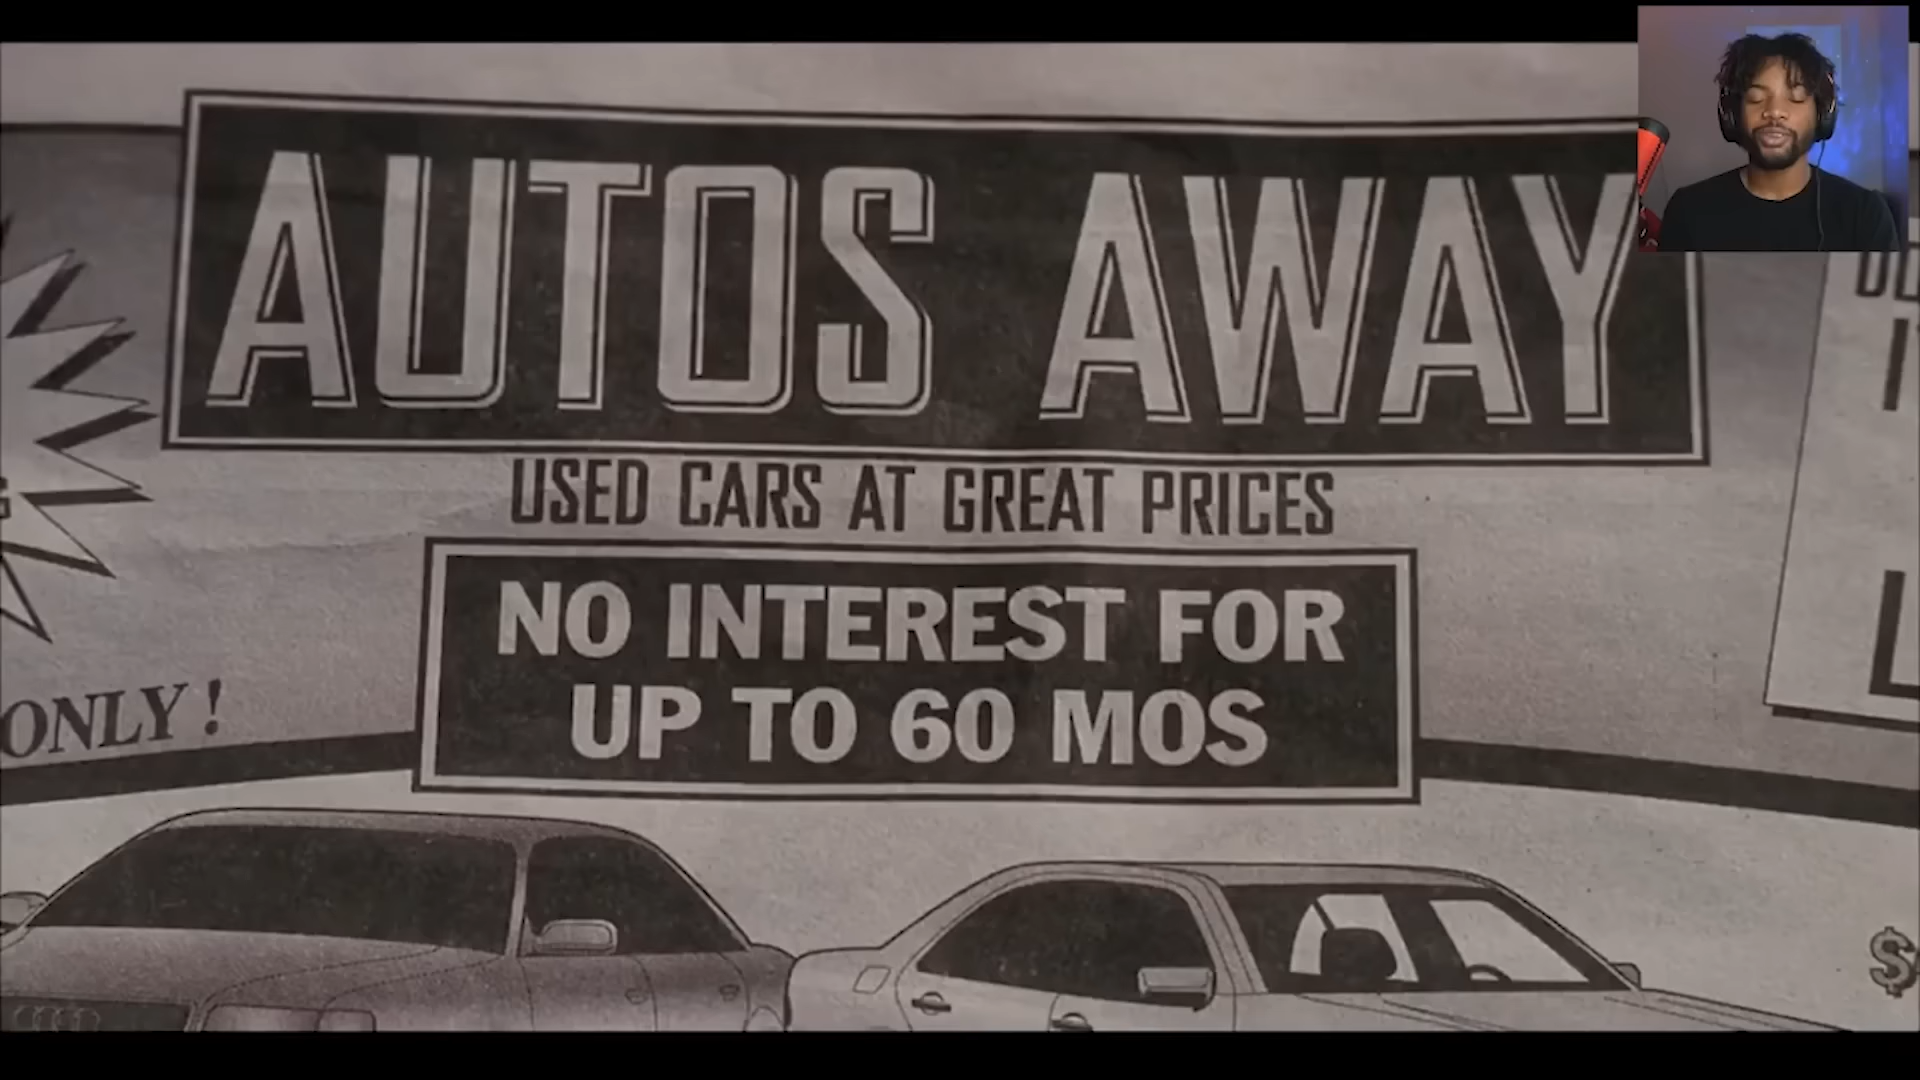 AUTOS AWAY
USED CARS AT GREAT PRICES
NO INTEREST FOR
UP TO 60 MOS
ONLY!
$